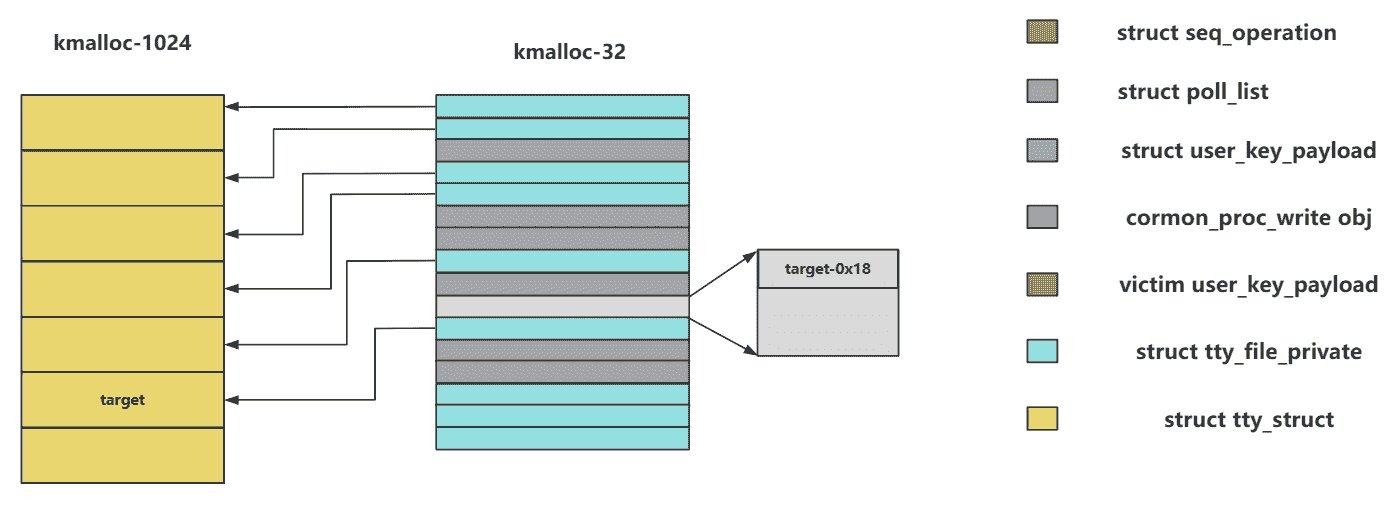 kmalloc-1024
kmalloc-32
target
target-0x18
struct seq_operation
struct poll_list
struct user_key_payload
cormon_proc_write obj
victim user_key_payload
struct tty_file_private
struct tty_struct